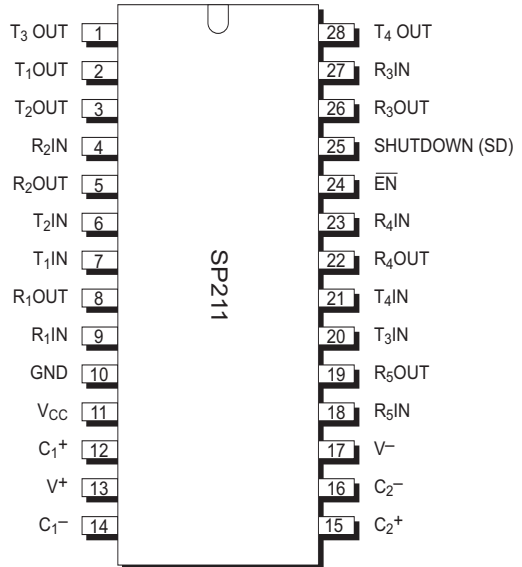 T₃ OUT 1 28 T₄ OUT
T₁OUT 2 27 R₃IN
T₂OUT 3 26 R₃OUT
R₂IN 4 25 SHUTDOWN (SD)
R₂OUT 5 24 E̅N̅
T₂IN 6 23 R₄IN
T₁IN 7 22 R₄OUT
R₁OUT 8 21 T₄IN
R₁IN 9 20 T₃IN
GND 10 19 R₅OUT
V_CC 11 18 R₅IN
C₁⁺ 12 17 V⁻
V⁺ 13 16 C₂⁻
C₁⁻ 14 15 C₂⁺
SP211